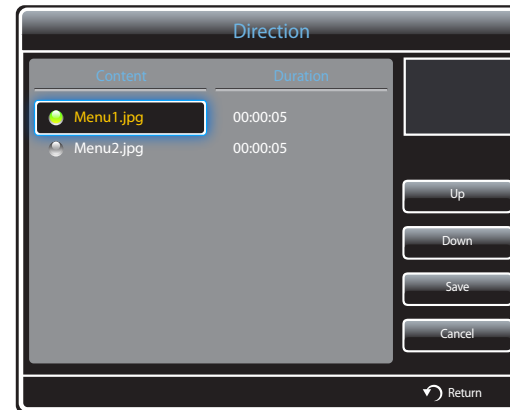 Direction
Content Duration
Menu1.jpg 00:00:05
Menu2.jpg 00:00:05
Up
Down
Save
Cancel
Return